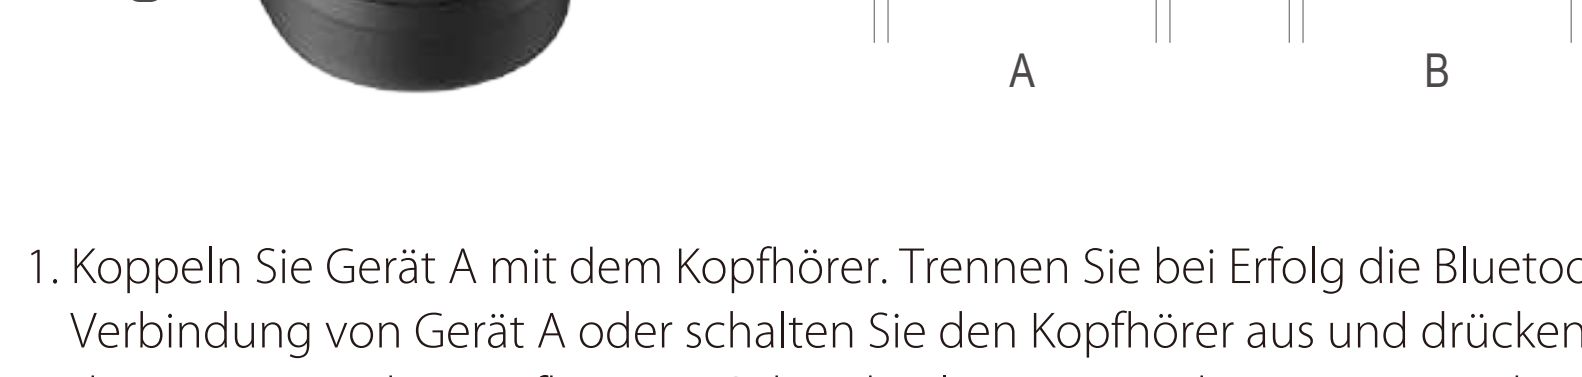 A B
1. Koppeln Sie Gerät A mit dem Kopfhörer. Trennen Sie bei Erfolg die
Verbindung von Gerät A oder schalten Sie den Kopfhörer aus und drücken